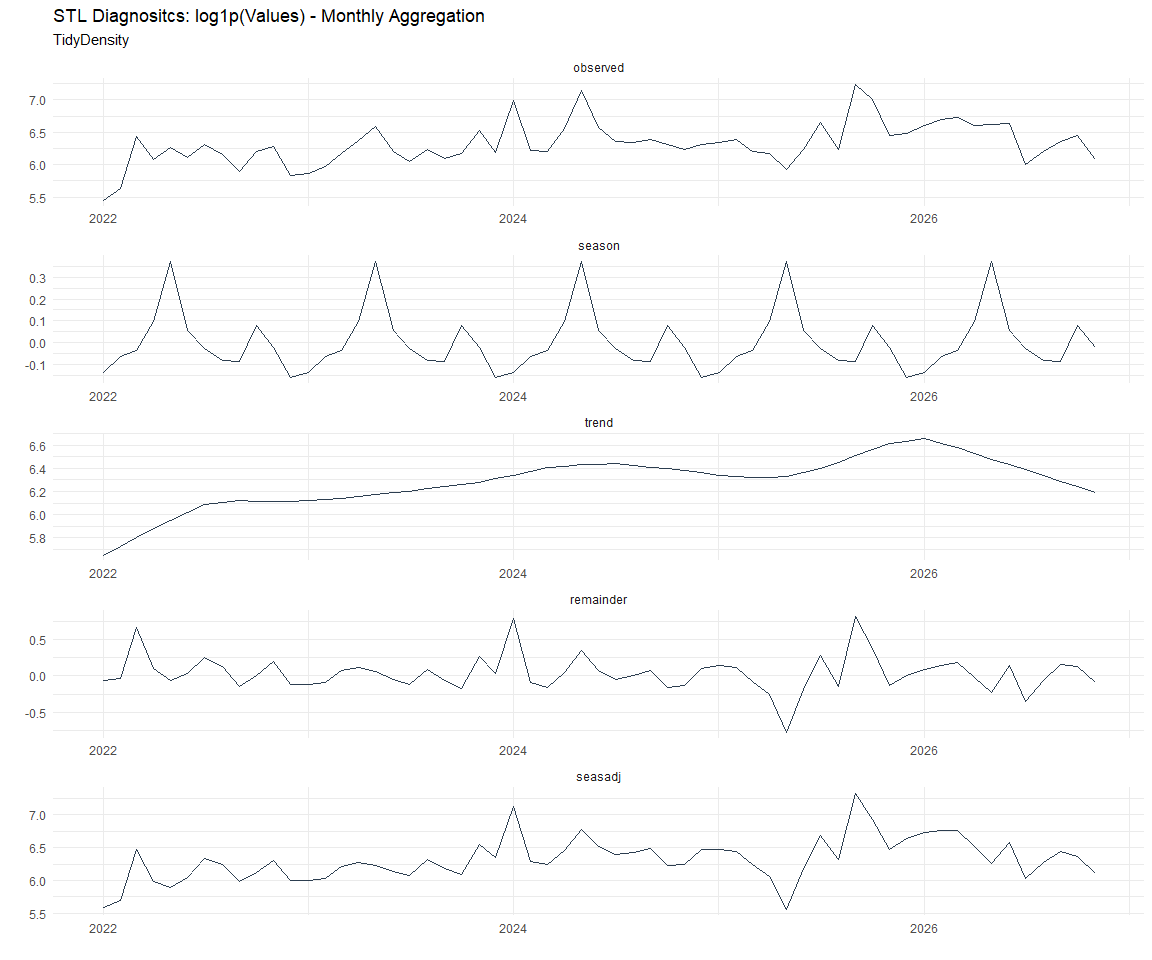 STL Diagnositcs: log1p(Values) - Monthly Aggregation
TidyDensity
observed
7.0
6.5
6.0
5.5
2022 2024 2026
season
0.3
0.2
0.1
0.0
-0.1
2022 2024 2026
trend
6.6
6.4
6.2
6.0
5.8
2022 2024 2026
remainder
0.5
0.0
-0.5
2022 2024 2026
seasadj
7.0
6.5
6.0
5.5
2022 2024 2026